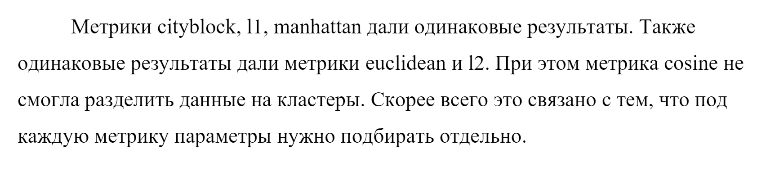 Метрики cityblock, l1, manhattan дали одинаковые результаты. Также
одинаковые результаты дали метрики euclidean и l2. При этом метрика cosine не
смогла разделить данные на кластеры. Скорее всего это связано с тем, что под
каждую метрику параметры нужно подбирать отдельно.